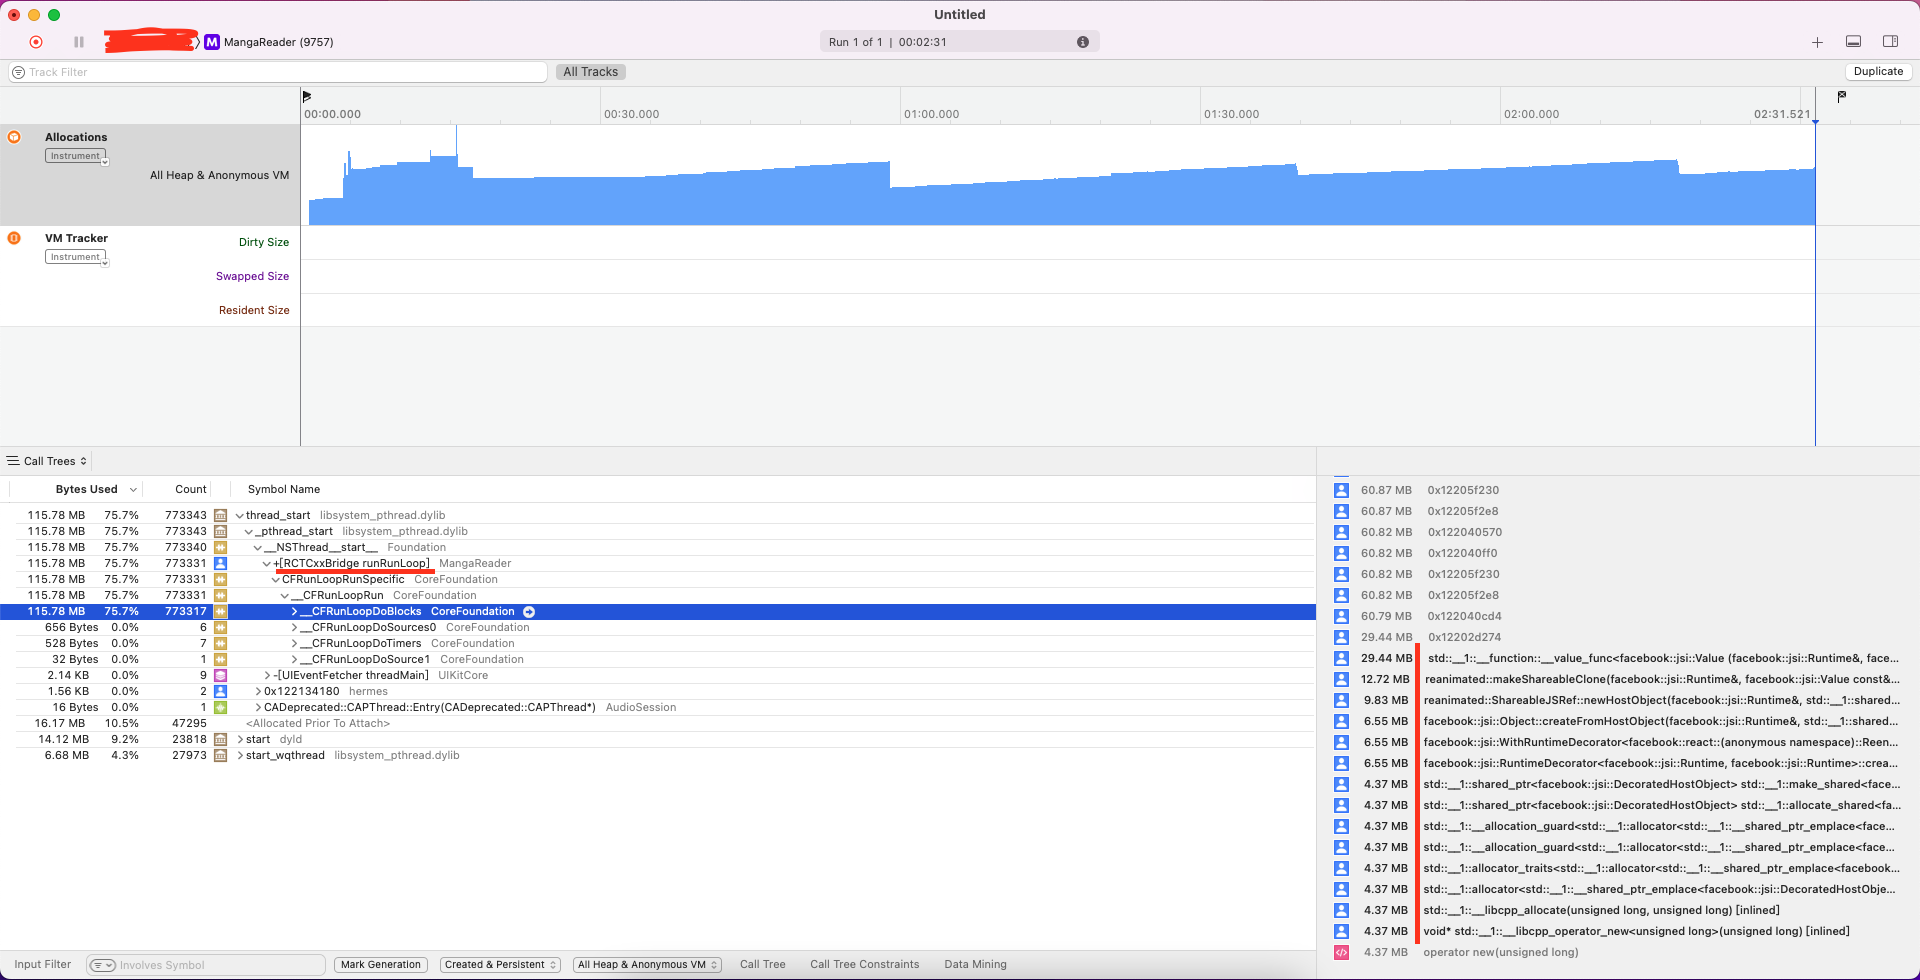 Untitled
M MangaReader (9757)
Run 1 of 1 | 00:02:31
Track Filter
All Tracks
Duplicate
00:00.000 00:30.000 01:00.000 01:30.000 02:00.000 02:31.521
Allocations
Instrument
All Heap & Anonymous VM
VM Tracker
Instrument
Dirty Size
Swapped Size
Resident Size
Call Trees
Bytes Used Count Symbol Name
115.78 MB 75.7% 773343 thread_start libsystem_pthread.dylib
115.78 MB 75.7% 773343 _pthread_start libsystem_pthread.dylib
115.78 MB 75.7% 773340 __NSThread__start__ Foundation
115.78 MB 75.7% 773331 +[RCTCxxBridge runRunLoop] MangaReader
115.78 MB 75.7% 773331 CFRunLoopRunSpecific CoreFoundation
115.78 MB 75.7% 773331 __CFRunLoopRun CoreFoundation
115.78 MB 75.7% 773317 __CFRunLoopDoBlocks CoreFoundation
656 Bytes 0.0% 6 __CFRunLoopDoSources0 CoreFoundation
528 Bytes 0.0% 7 __CFRunLoopDoTimers CoreFoundation
32 Bytes 0.0% 1 __CFRunLoopDoSource1 CoreFoundation
2.14 KB 0.0% 9 -[UIEventFetcher threadMain] UIKitCore
1.56 KB 0.0% 2 0x122134180 hermes
16 Bytes 0.0% 1 CADeprecated::CAPThread::Entry(CADeprecated::CAPThread*) AudioSession
16.17 MB 10.5% 47295 <Allocated Prior To Attach>
14.12 MB 9.2% 23818 start dyld
6.68 MB 4.3% 27973 start_wqthread libsystem_pthread.dylib
60.87 MB 0x12205f230
60.87 MB 0x12205f2e8
60.82 MB 0x122040570
60.82 MB 0x122040ff0
60.82 MB 0x12205f230
60.82 MB 0x12205f2e8
60.79 MB 0x122040cd4
29.44 MB 0x12202d274
29.44 MB std::__1::__function::__value_func<facebook::jsi::Value (facebook::jsi::Runtime&, face...
12.72 MB reanimated::makeShareableClone(facebook::jsi::Runtime&, facebook::jsi::Value const&...
9.83 MB reanimated::ShareableJSRef::newHostObject(facebook::jsi::Runtime&, std::__1::shared...
6.55 MB facebook::jsi::Object::createFromHostObject(facebook::jsi::Runtime&, std::__1::shared...
6.55 MB facebook::jsi::WithRuntimeDecorator<facebook::react::(anonymous namespace)::Reen...
6.55 MB facebook::jsi::RuntimeDecorator<facebook::jsi::Runtime, facebook::jsi::Runtime>::crea...
4.37 MB std::__1::shared_ptr<facebook::jsi::DecoratedHostObject> std::__1::make_shared<face...
4.37 MB std::__1::shared_ptr<facebook::jsi::DecoratedHostObject> std::__1::allocate_shared<fa...
4.37 MB std::__1::__allocation_guard<std::__1::allocator<std::__1::__shared_ptr_emplace<face...
4.37 MB std::__1::__allocation_guard<std::__1::allocator<std::__1::__shared_ptr_emplace<face...
4.37 MB std::__1::allocator_traits<std::__1::allocator<std::__1::__shared_ptr_emplace<facebook...
4.37 MB std::__1::allocator<std::__1::__shared_ptr_emplace<facebook::jsi::DecoratedHostObje...
4.37 MB std::__1::__libcpp_allocate(unsigned long, unsigned long) [inlined]
4.37 MB void* std::__1::__libcpp_operator_new<unsigned long>(unsigned long) [inlined]
4.37 MB operator new(unsigned long)
Input Filter Involves Symbol Mark Generation Created & Persistent All Heap & Anonymous VM Call Tree Call Tree Constraints Data Mining